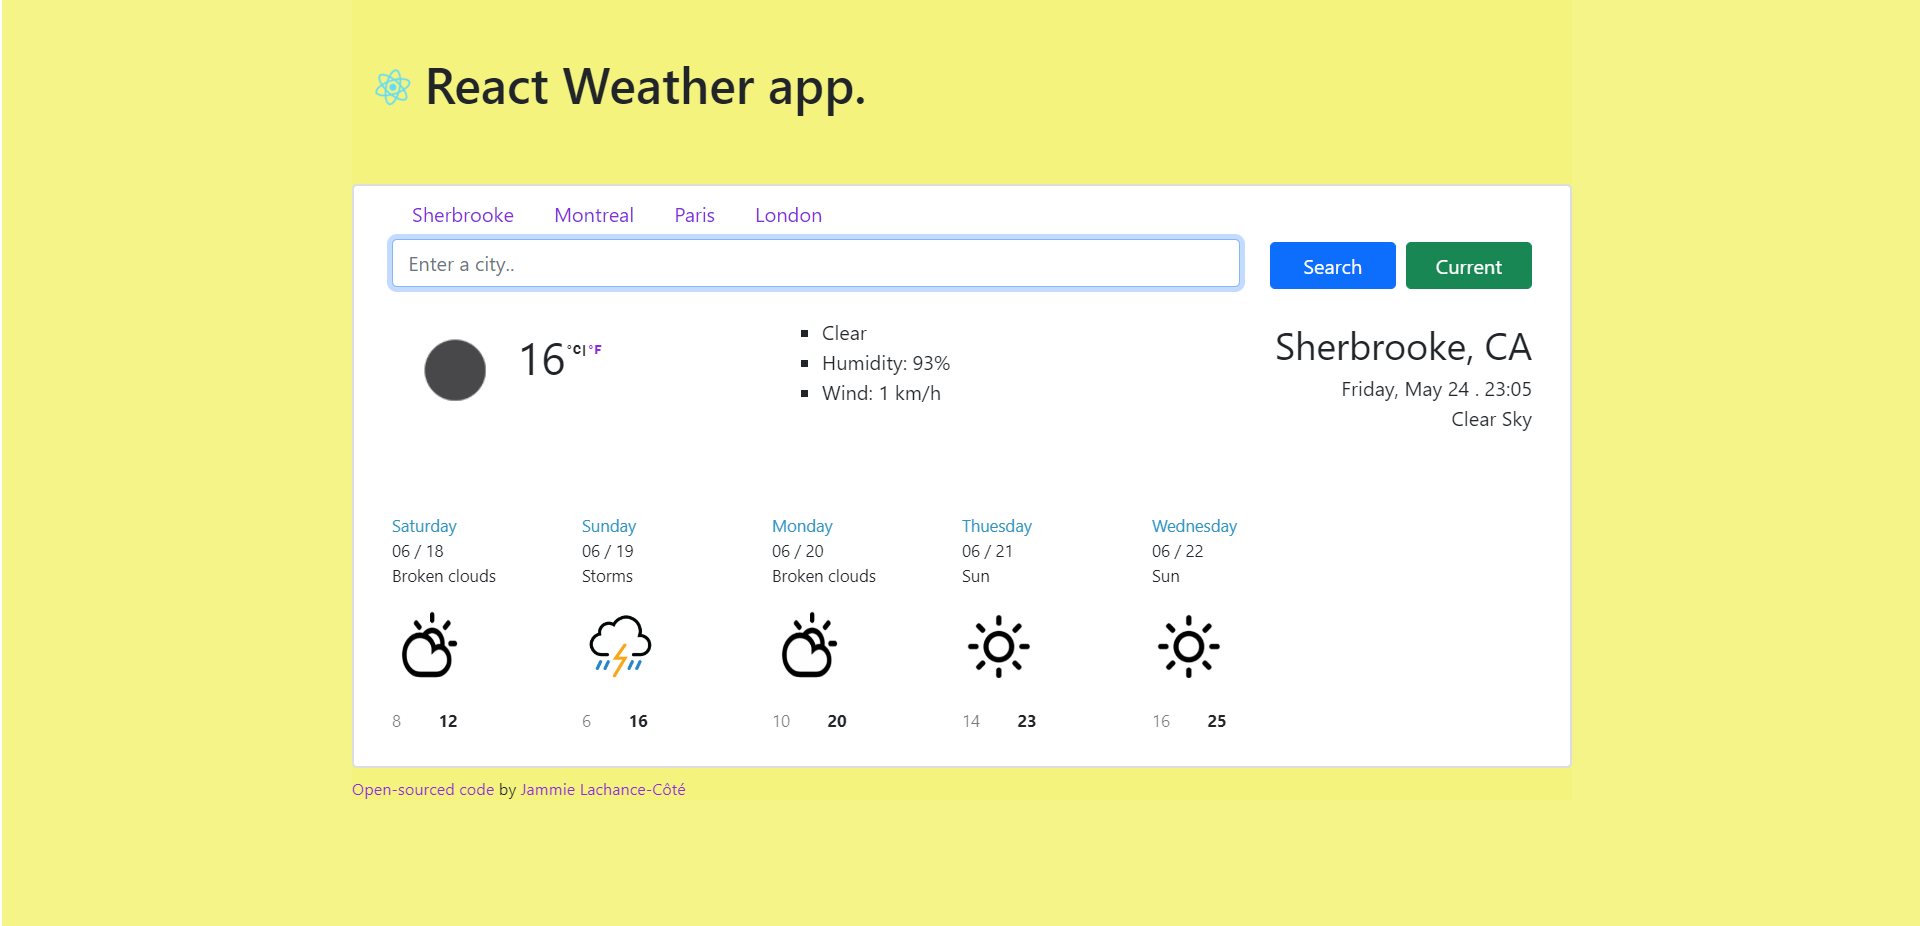 React Weather app.
Sherbrooke Montreal Paris London
Enter a city..
Search
Current
16 °C| °F
Clear
Humidity: 93%
Wind: 1 km/h
Sherbrooke, CA
Friday, May 24 . 23:05
Clear Sky
Saturday
06 / 18
Broken clouds
8 12
Sunday
06 / 19
Storms
6 16
Monday
06 / 20
Broken clouds
10 20
Thuesday
06 / 21
Sun
14 23
Wednesday
06 / 22
Sun
16 25
Open-sourced code by Jammie Lachance-Côté